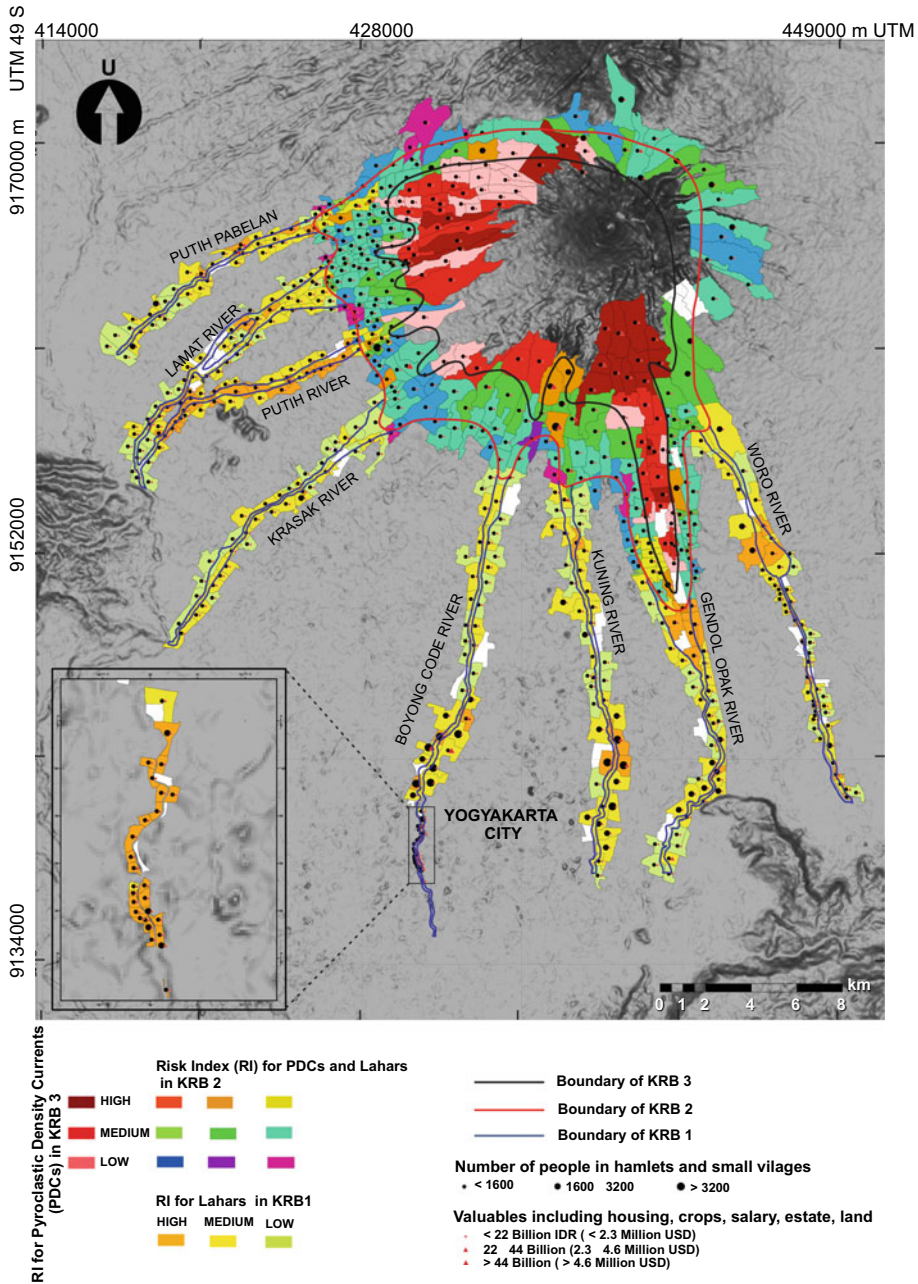 414000 428000 449000 m UTM
UTM 49 S
U
9170000 m
PUTIH PABELAN
LAMAT RIVER
PUTIH RIVER
KRASAK RIVER
WORO RIVER
9152000
KUNING RIVER
GENDOL OPAK RIVER
BOYONG CODE RIVER
YOGYAKARTA
CITY
9134000
km
0 1 2 4 6 8
RI for Pyroclastic Density Currents
(PDCs) in KRB 3
HIGH
MEDIUM
LOW
Risk Index (RI) for PDCs and Lahars
in KRB 2
RI for Lahars in KRB1
HIGH MEDIUM LOW
Boundary of KRB 3
Boundary of KRB 2
Boundary of KRB 1
Number of people in hamlets and small vilages
< 1600 1600 3200 > 3200
Valuables including housing, crops, salary, estate, land
< 22 Billion IDR ( < 2.3 Million USD)
22 44 Billion (2.3 4.6 Million USD)
> 44 Billion ( > 4.6 Million USD)